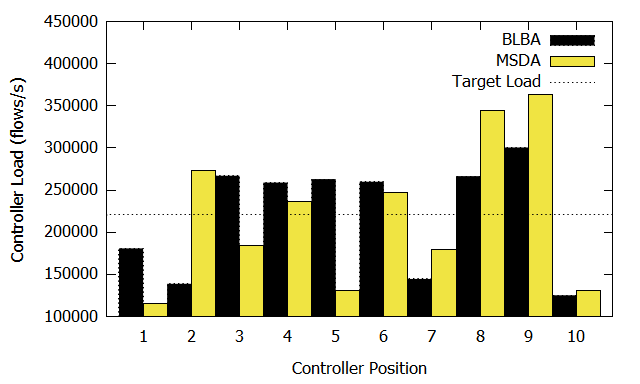 450000
400000
350000
300000
250000
200000
150000
100000
Controller Load (flows/s)
BLBA
MSDA
Target Load
1 2 3 4 5 6 7 8 9 10
Controller Position